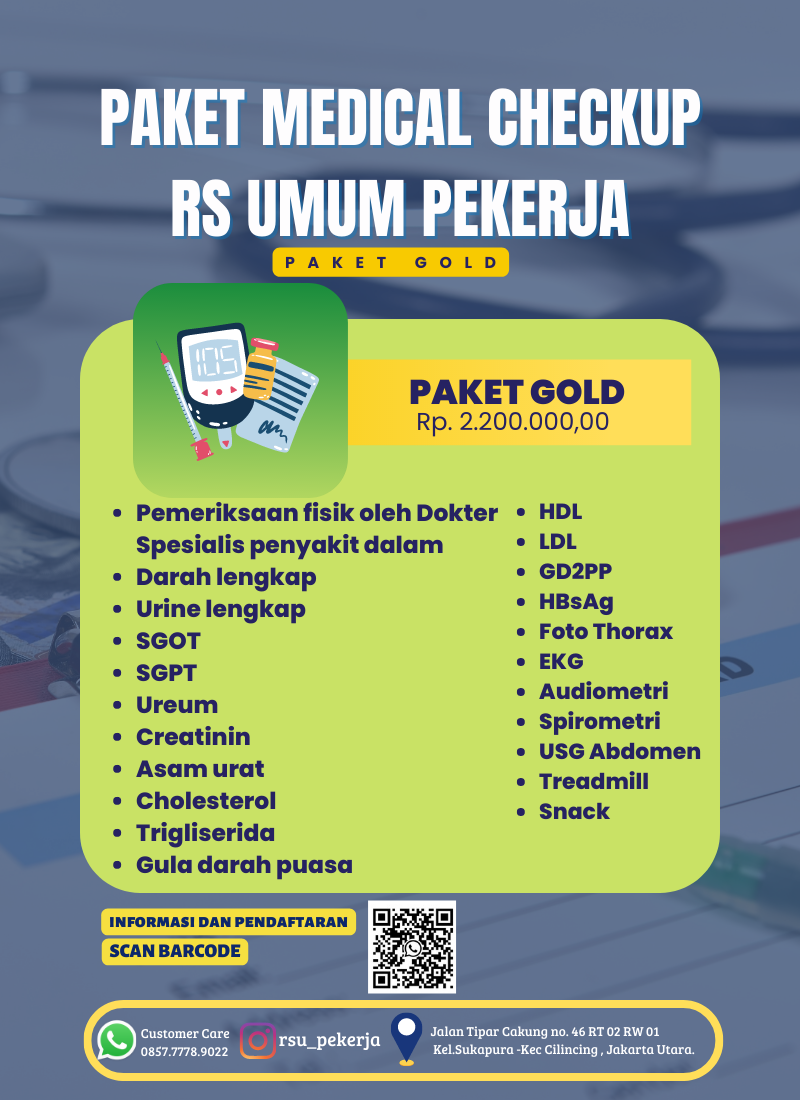 PAKET MEDICAL CHECKUP
RS UMUM PEKERJA
PAKET GOLD
105
PAKET GOLD
Rp. 2.200.000,00
• Pemeriksaan fisik oleh Dokter
Spesialis penyakit dalam
• Darah lengkap
• Urine lengkap
• SGOT
• SGPT
• Ureum
• Creatinin
• Asam urat
• Cholesterol
• Trigliserida
• Gula darah puasa
• HDL
• LDL
• GD2PP
• HBsAg
• Foto Thorax
• EKG
• Audiometri
• Spirometri
• USG Abdomen
• Treadmill
• Snack
INFORMASI DAN PENDAFTARAN
SCAN BARCODE
Customer Care
0857.7778.9022
rsu_pekerja
Jalan Tipar Cakung no. 46 RT 02 RW 01
Kel.Sukapura -Kec Cilincing , Jakarta Utara.